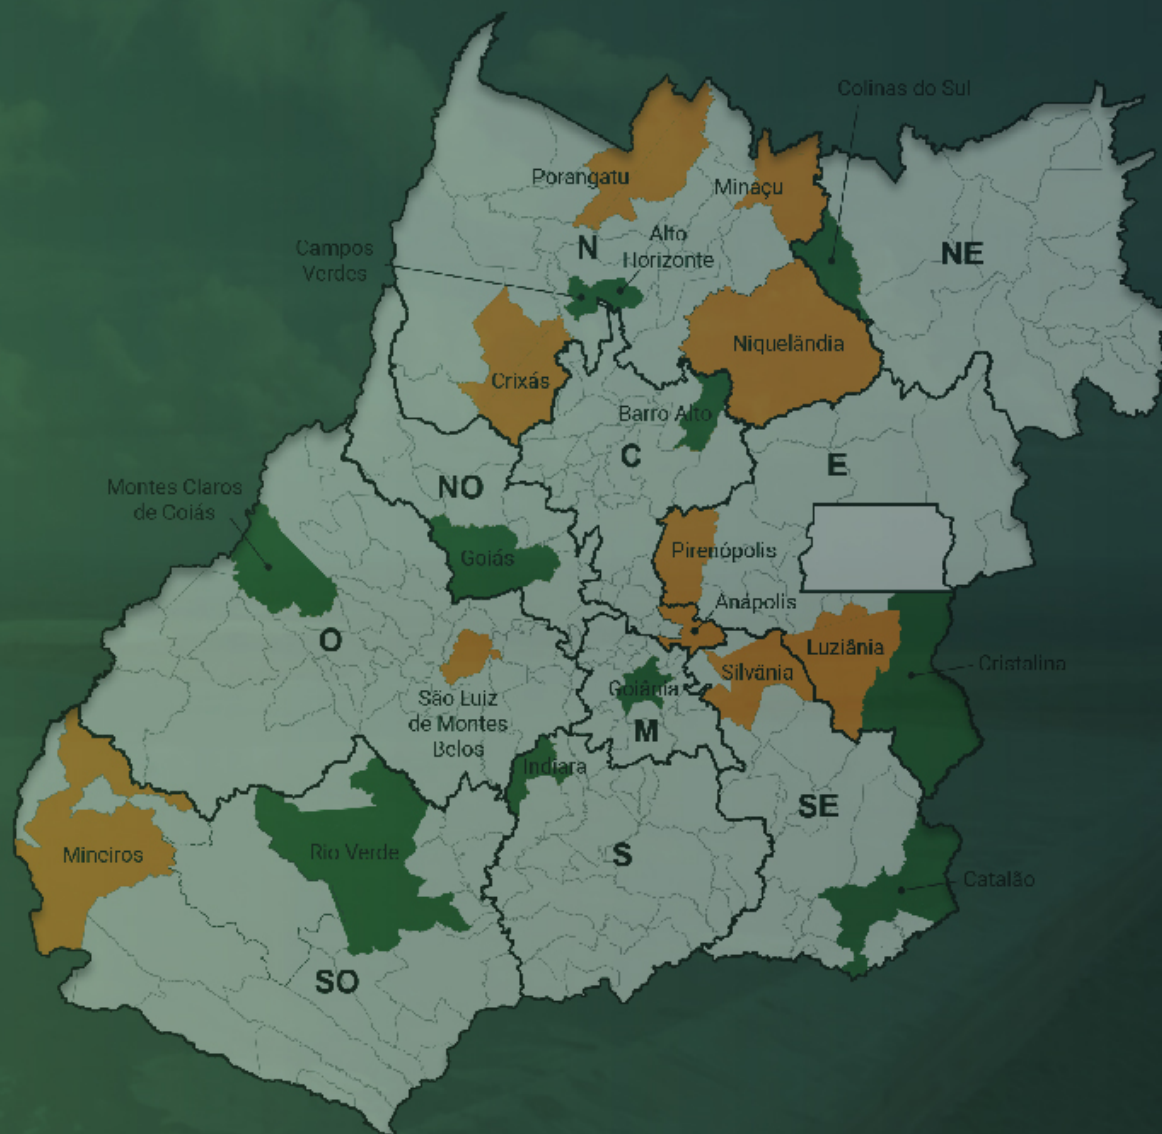 Colinas do Sul
Porangatu
Minaçu
Campos
Verdes
N
Alto
Horizonte
NE
Niquelândia
Crixás
Barro Alto
C
E
NO
Montes Claros
de Goiás
Goiás
Pirenópolis
Anápolis
O
Luziânia
Cristalina
Silvânia
Goiânia
São Luiz
de Montes
Belos
M
Indiara
SE
Minciros
Rio Verde
S
Catalão
SO